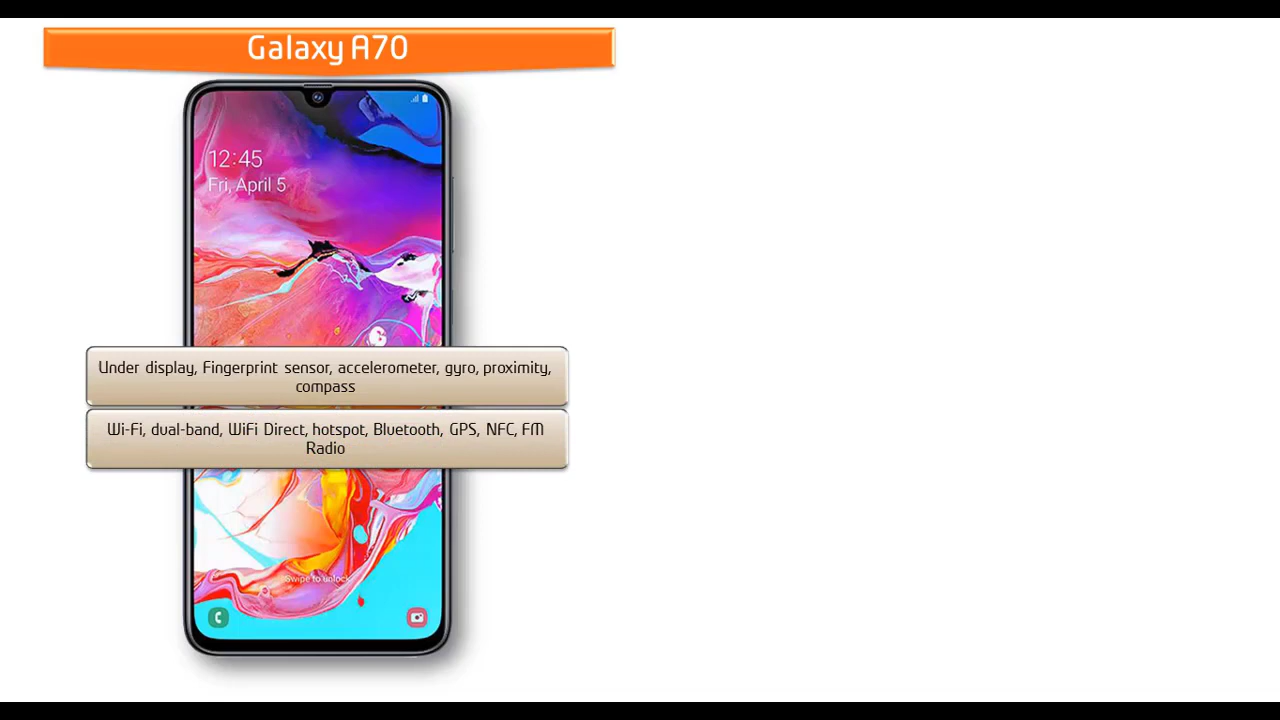 Galaxy A70
12:45
Fri, April 5
Under display, Fingerprint sensor, accelerometer, gyro, proximity,
compass
Wi-Fi, dual-band, WiFi Direct, hotspot, Bluetooth, GPS, NFC, FM
Radio
Swipe to unlock